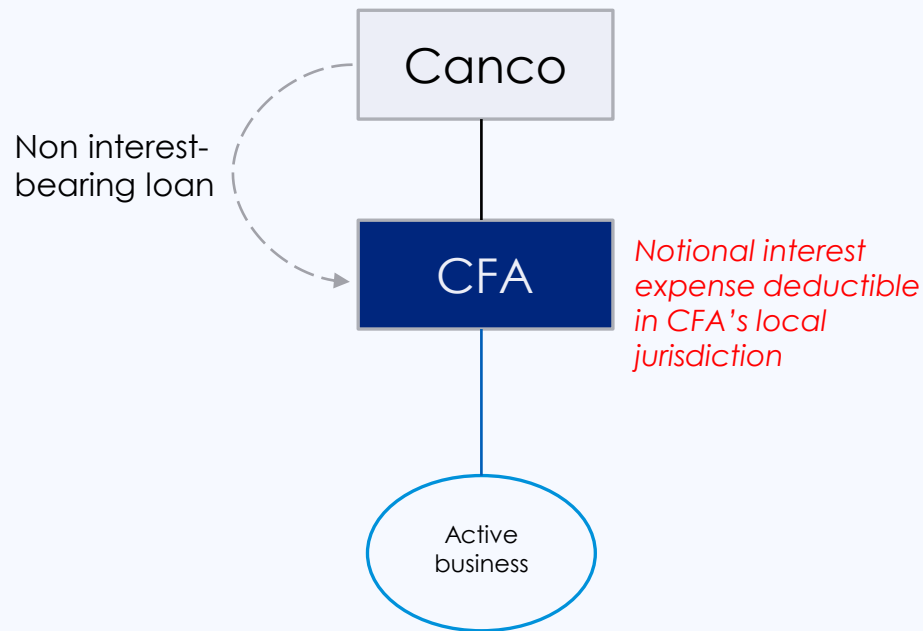 Canco
Non interest-
bearing loan
CFA
Notional interest
expense deductible
in CFA's local
jurisdiction
Active
business